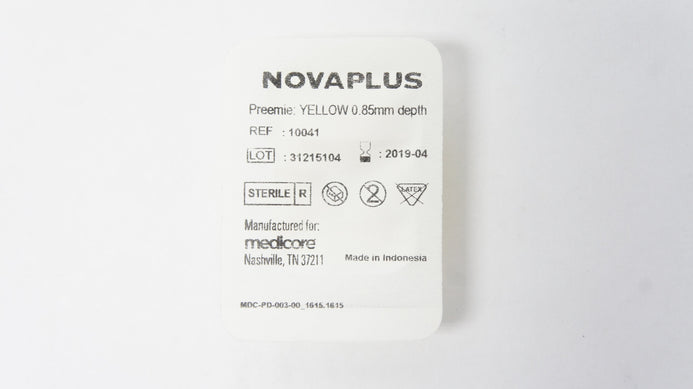 NOVAPLUS
Preemie: YELLOW 0.85mm depth
REF : 10041
LOT : 31215104 : 2019-04
STERILE R 2 LATEX
Manufactured for:
medicore
Nashville, TN 37211 Made in Indonesia
MDC-PD-003-00_1615.1615